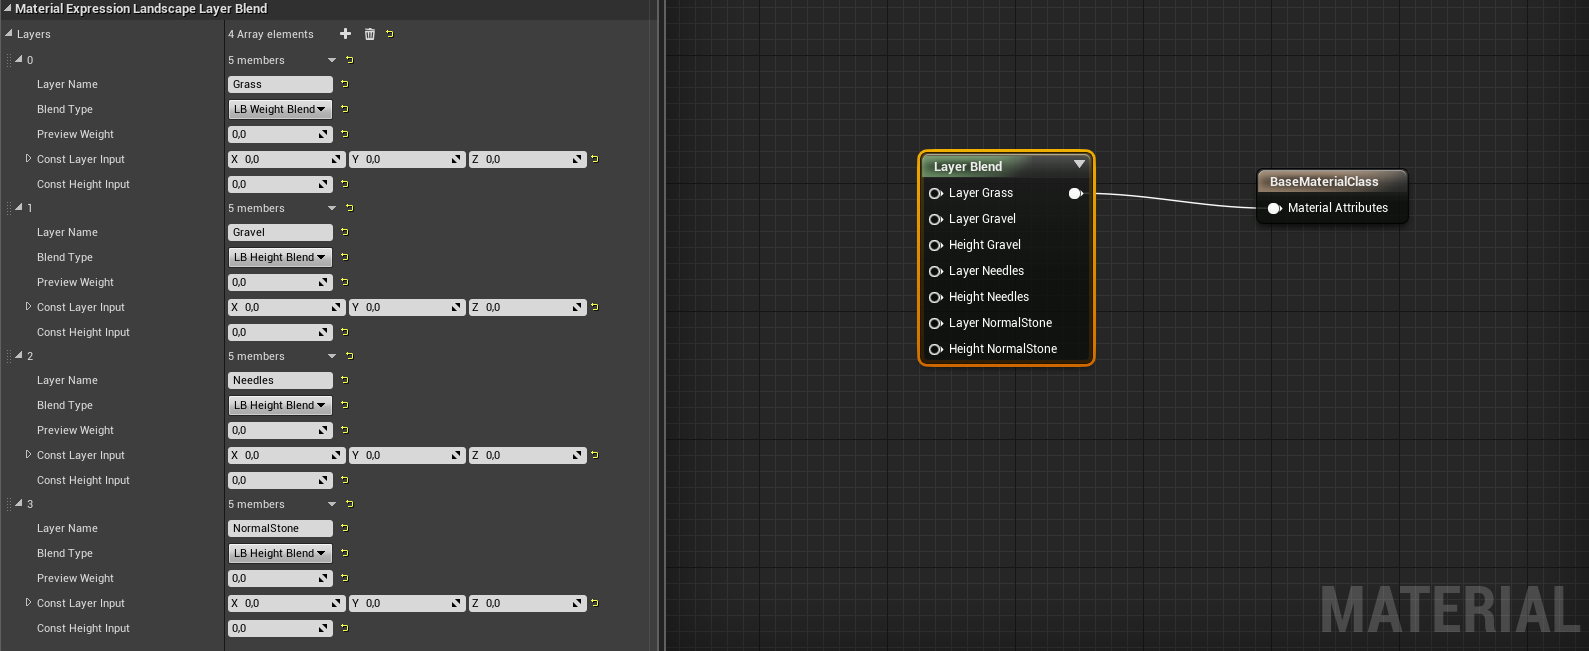 Material Expression Landscape Layer Blend
Layers 4 Array elements
0 5 members
Layer Name Grass
Blend Type LB Weight Blend
Preview Weight 0,0
Const Layer Input X 0,0 Y 0,0 Z 0,0
Const Height Input 0,0
1 5 members
Layer Name Gravel
Blend Type LB Height Blend
Preview Weight 0,0
Const Layer Input X 0,0 Y 0,0 Z 0,0
Const Height Input 0,0
2 5 members
Layer Name Needles
Blend Type LB Height Blend
Preview Weight 0,0
Const Layer Input X 0,0 Y 0,0 Z 0,0
Const Height Input 0,0
3 5 members
Layer Name NormalStone
Blend Type LB Height Blend
Preview Weight 0,0
Const Layer Input X 0,0 Y 0,0 Z 0,0
Const Height Input 0,0
Layer Blend
Layer Grass
Layer Gravel
Height Gravel
Layer Needles
Height Needles
Layer NormalStone
Height NormalStone
BaseMaterialClass
Material Attributes
MATERIAL